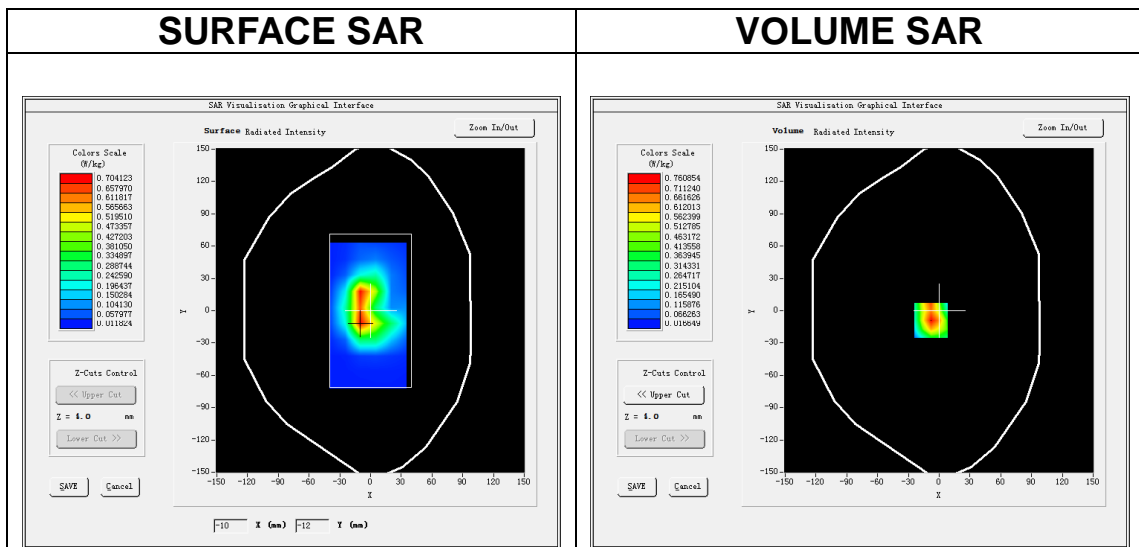 SURFACE SAR
VOLUME SAR
SAR Visualisation Graphical Interface
Surface Radiated Intensity
Zoom In/Out
Colors Scale
(W/kg)
0.704123
0.657970
0.611817
0.565663
0.519510
0.473357
0.427203
0.381050
0.334897
0.288744
0.242590
0.196437
0.150284
0.104130
0.057977
0.011824
Z-Cuts Control
<< Upper Cut
Z = 4.0 mm
Lower Cut >>
SAVE Cancel
150
120
90
60
30
0
-30
-60
-90
-120
-150
Y
-150 -120 -90 -60 -30 0 30 60 90 120 150
X
-10 X (mm) -12 Y (mm)
SAR Visualisation Graphical Interface
Volume Radiated Intensity
Zoom In/Out
Colors Scale
(W/kg)
0.760854
0.711240
0.661626
0.612013
0.562399
0.512785
0.463172
0.413558
0.363945
0.314331
0.264717
0.215104
0.165490
0.115876
0.066263
0.016649
Z-Cuts Control
<< Upper Cut
Z = 4.0 mm
Lower Cut >>
SAVE Cancel
150
120
90
60
30
0
-30
-60
-90
-120
-150
Y
-150 -120 -90 -60 -30 0 30 60 90 120 150
X